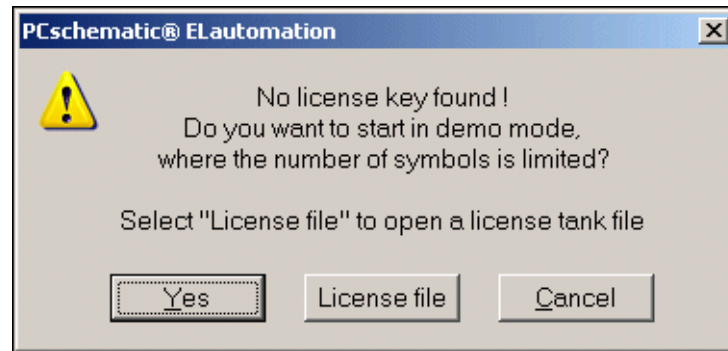 PCschematic® ELautomation
No license key found !
Do you want to start in demo mode,
where the number of symbols is limited?
Select "License file" to open a license tank file
Yes
License file
Cancel